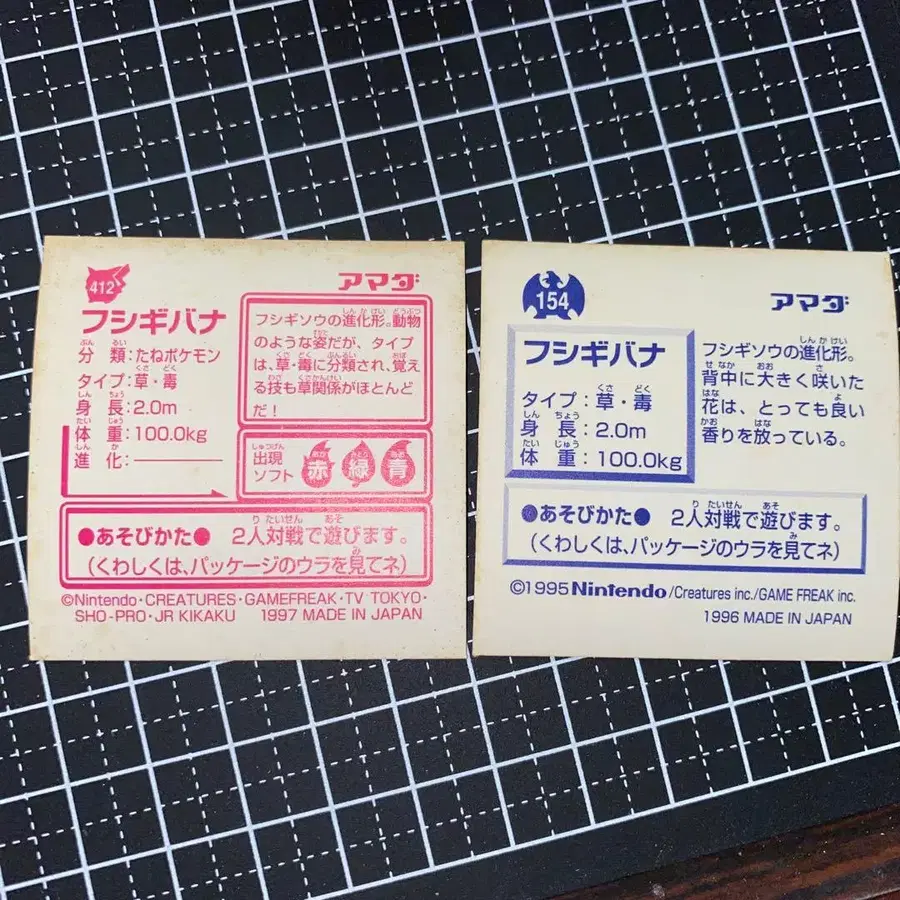 412
アマダ
フシギバナ
分類：たねポケモン
タイプ：草・毒
身長：2.0m
体重：100.0kg
進化：————
フシギソウの進化形。動物
のような姿だが、タイプ
は、草・毒に分類され、覚え
る技も草関係がほとんど
だ！
出現
ソフト
赤 緑 青
●あそびかた● 2人対戦で遊びます。
（くわしくは、パッケージのウラを見てネ）
©Nintendo・CREATURES・GAMEFREAK・TV TOKYO・
SHO-PRO・JR KIKAKU 1997 MADE IN JAPAN
154
アマダ
フシギバナ
タイプ：草・毒
身長：2.0m
体重：100.0kg
フシギソウの進化形。
背中に大きく咲いた
花は、とっても良い
香りを放っている。
●あそびかた● 2人対戦で遊びます。
（くわしくは、パッケージのウラを見てネ）
©1995 Nintendo/Creatures inc./GAME FREAK inc.
1996 MADE IN JAPAN